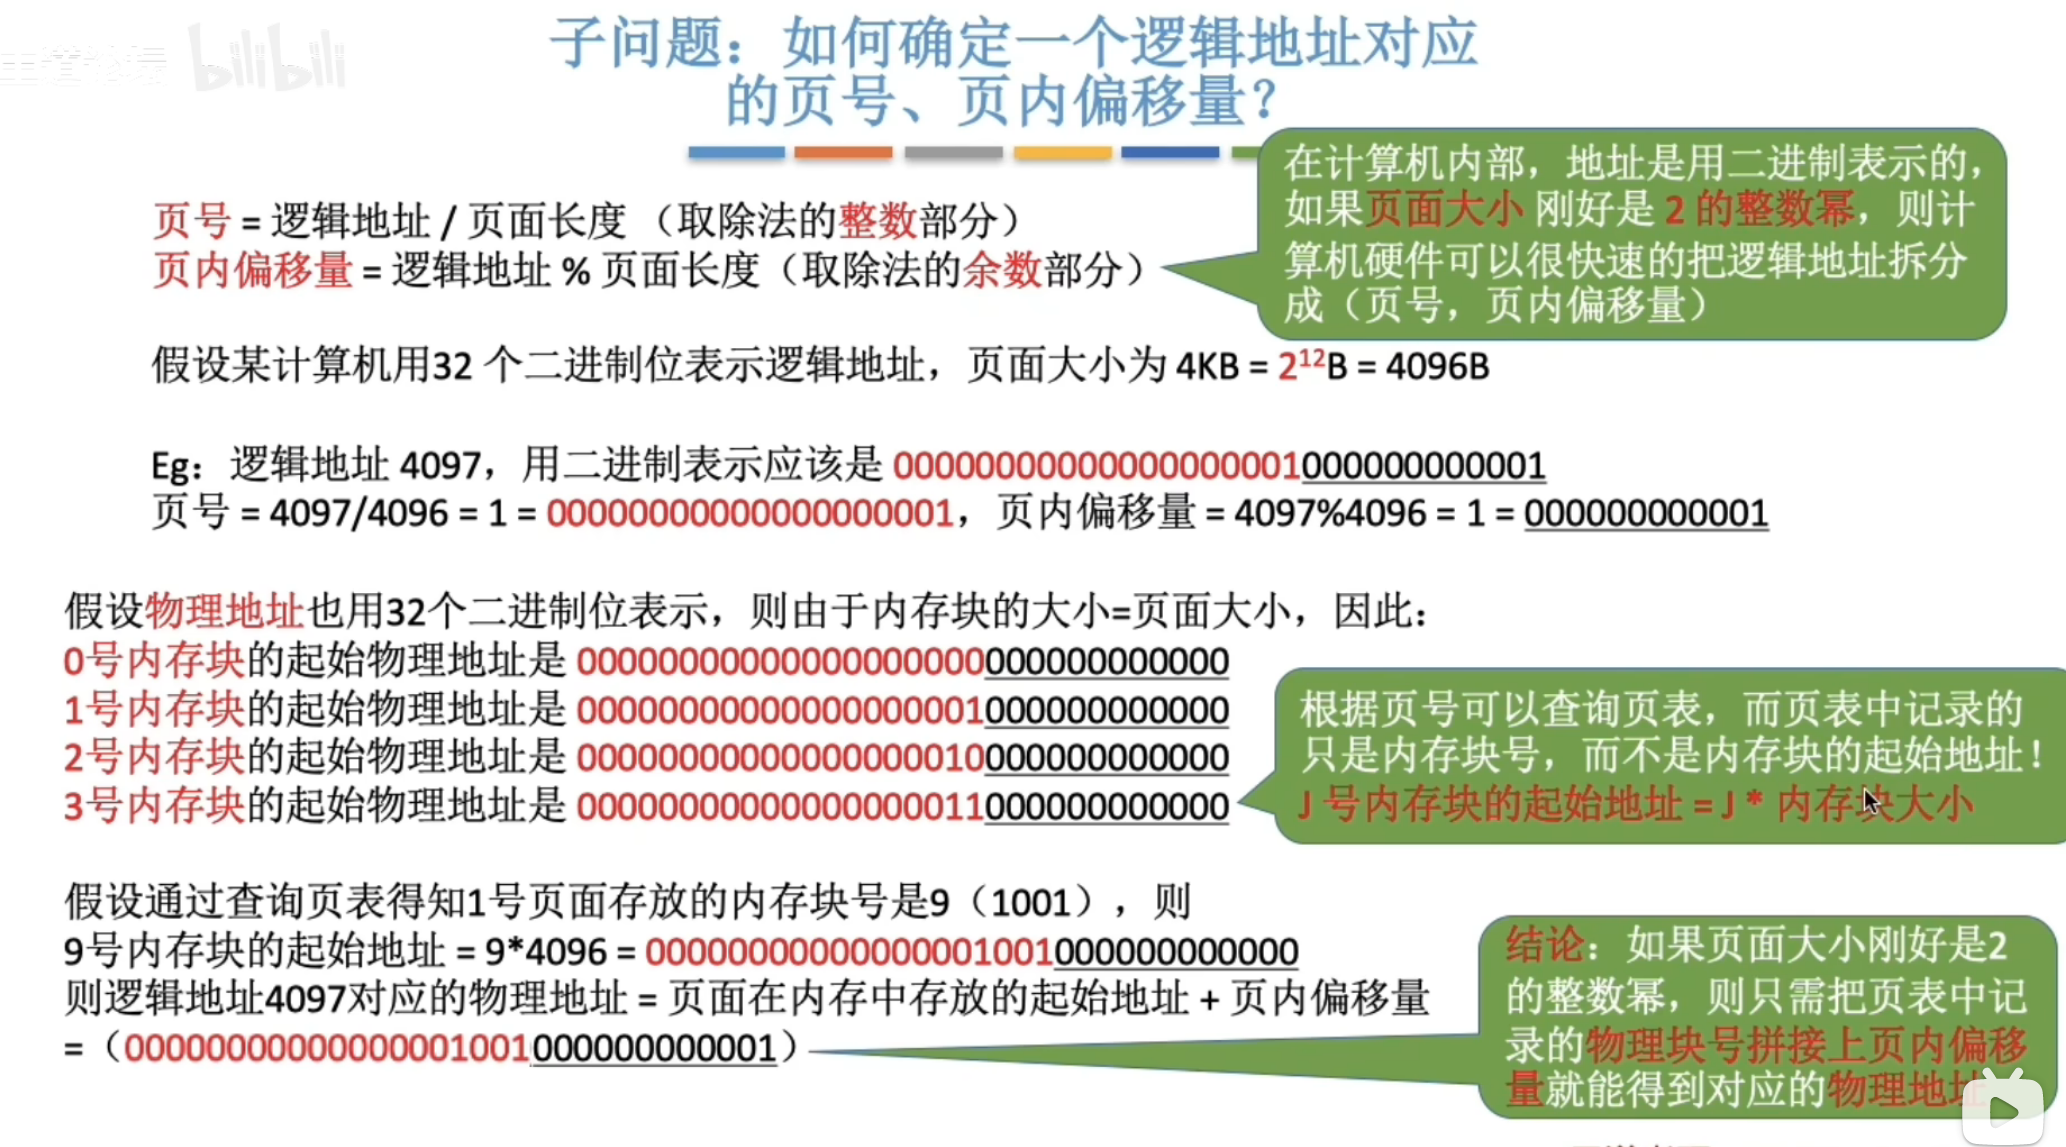 bilibili
子问题：如何确定一个逻辑地址对应
的页号、页内偏移量？
在计算机内部，地址是用二进制表示的，
如果页面大小 刚好是 2 的整数幂，则计
算机硬件可以很快速的把逻辑地址拆分
成（页号，页内偏移量）
页号 = 逻辑地址 / 页面长度 （取除法的整数部分）
页内偏移量 = 逻辑地址 % 页面长度（取除法的余数部分）
假设某计算机用32 个二进制位表示逻辑地址，页面大小为 4KB = 2¹²B = 4096B
Eg：逻辑地址 4097，用二进制表示应该是 00000000000000000001000000000001
页号 = 4097/4096 = 1 = 00000000000000000001，页内偏移量 = 4097%4096 = 1 = 000000000001
假设物理地址也用32个二进制位表示，则由于内存块的大小=页面大小，因此：
0号内存块的起始物理地址是 00000000000000000000000000000000
1号内存块的起始物理地址是 00000000000000000001000000000000
2号内存块的起始物理地址是 00000000000000000010000000000000
3号内存块的起始物理地址是 00000000000000000011000000000000
根据页号可以查询页表，而页表中记录的
只是内存块号，而不是内存块的起始地址！
J 号内存块的起始地址 = J * 内存块大小
假设通过查询页表得知1号页面存放的内存块号是9（1001），则
9号内存块的起始地址 = 9*4096 = 00000000000000001001000000000000
则逻辑地址4097对应的物理地址 = 页面在内存中存放的起始地址 + 页内偏移量
=（00000000000000001001000000000001）
结论：如果页面大小刚好是2
的整数幂，则只需把页表中记
录的物理块号拼接上页内偏移
量就能得到对应的物理地址